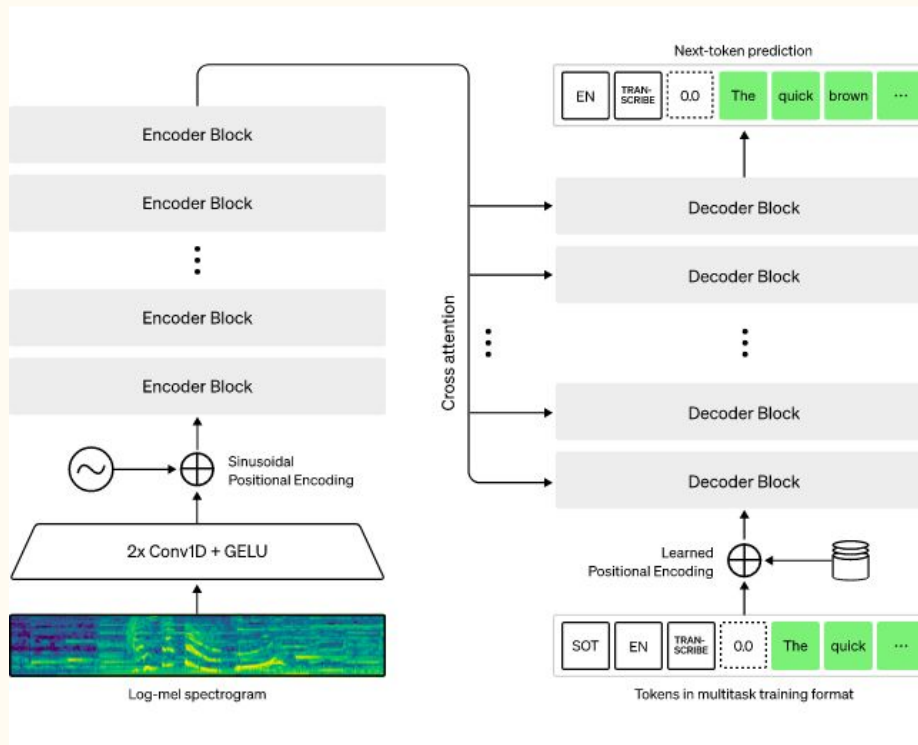 Next-token prediction
EN TRAN-
SCRIBE 0.0 The quick brown ...
Encoder Block
Encoder Block
Encoder Block
Encoder Block
Sinusoidal
Positional Encoding
2x Conv1D + GELU
Log-mel spectrogram
Cross attention
Decoder Block
Decoder Block
Decoder Block
Decoder Block
Learned
Positional Encoding
SOT EN TRAN-
SCRIBE 0.0 The quick ...
Tokens in multitask training format